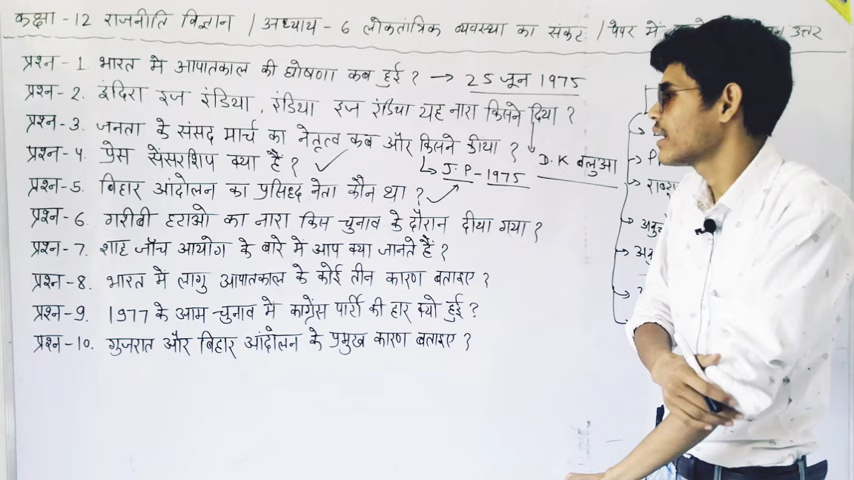 कक्षा - 12 राजनीति विज्ञान / अध्याय - 6 लोकतांत्रिक व्यवस्था का संकट / पेपर में उत्तर
प्रश्न - 1. भारत में आपातकाल की घोषणा कब हुई ? → 25 जून 1975
प्रश्न - 2. इंदिरा इज इंडिया, इंडिया इज इंदिरा यह नारा किसने दिया ?
प्रश्न - 3. जनता के संसद मार्च का नेतृत्व कब और किसने कीया ?
D. K बलुआ
प्रश्न - 4. प्रेस सेंसरशिप क्या है ? ✓
J. P - 1975
प्रश्न - 5. बिहार आंदोलन का प्रसिद्द नेता कौन था ? ✓
प्रश्न - 6. गरीबी हटाओ का नारा किस चुनाव के दौरान दीया गया ?
प्रश्न - 7. शाह जाँच आयोग के बारे में आप क्या जानते हैं ?
प्रश्न - 8. भारत में लागु आपातकाल के कोई तीन कारण बताइए ?
प्रश्न - 9. 1977 के आम चुनाव में कांग्रेस पार्टी की हार क्यो हुई ?
प्रश्न - 10. गुजरात और बिहार आंदोलन के प्रमुख कारण बताइए ?